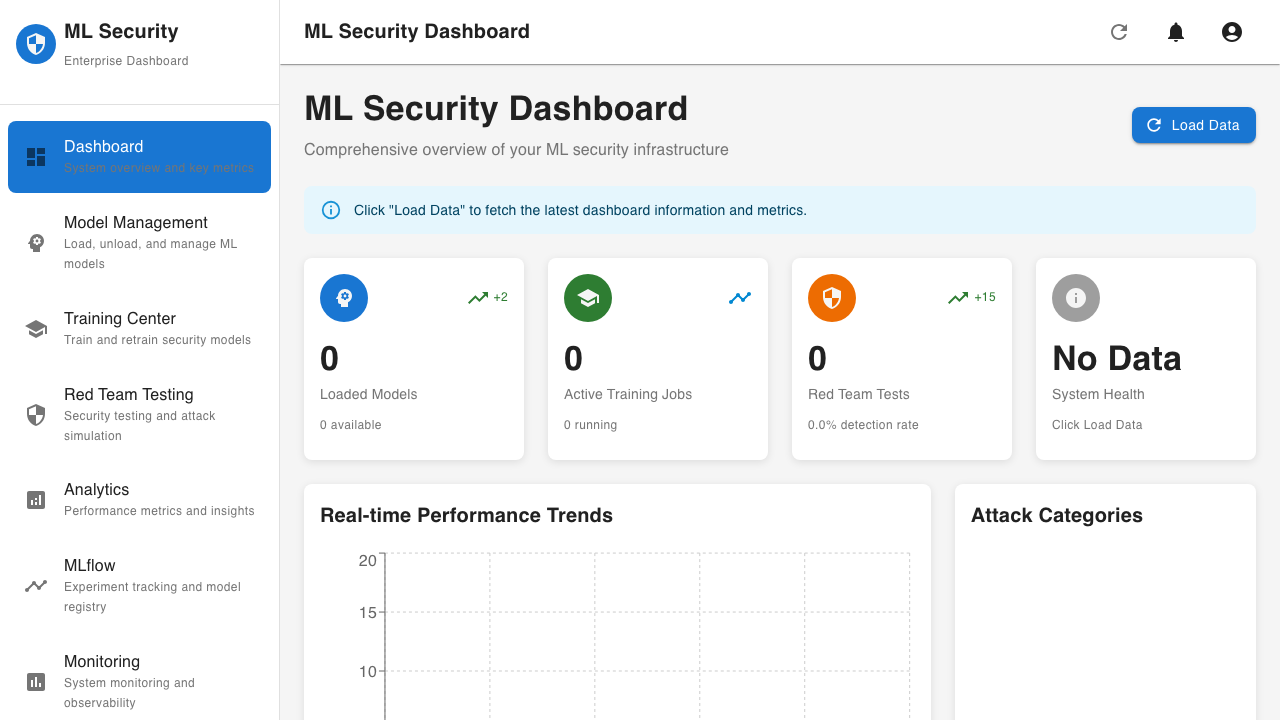 ML Security
Enterprise Dashboard
Dashboard
System overview and key metrics
Model Management
Load, unload, and manage ML
models
Training Center
Train and retrain security models
Red Team Testing
Security testing and attack
simulation
Analytics
Performance metrics and insights
MLflow
Experiment tracking and model
registry
Monitoring
System monitoring and
observability
ML Security Dashboard
ML Security Dashboard
Comprehensive overview of your ML security infrastructure
Load Data
Click "Load Data" to fetch the latest dashboard information and metrics.
+2
0
Loaded Models
0 available
0
Active Training Jobs
0 running
+15
0
Red Team Tests
0.0% detection rate
No Data
System Health
Click Load Data
Real-time Performance Trends
20
15
10
Attack Categories